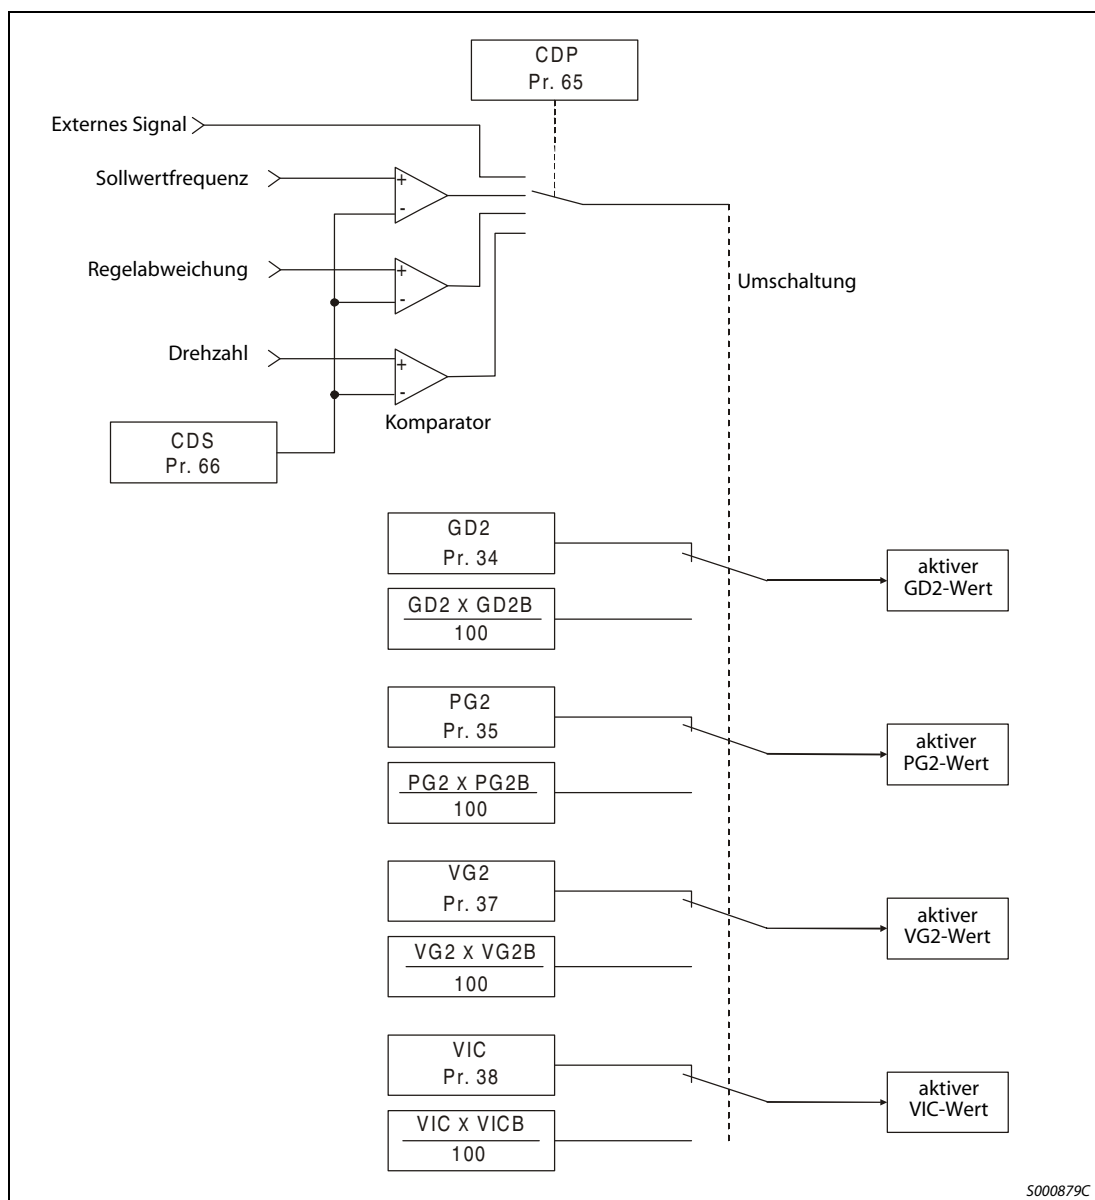 CDP
Pr. 65
Externes Signal
Sollwertfrequenz
+
-
Regelabweichung
+
-
Umschaltung
Drehzahl
+
-
Komparator
CDS
Pr. 66
GD2
Pr. 34
aktiver
GD2-Wert
GD2 X GD2B
100
PG2
Pr. 35
aktiver
PG2-Wert
PG2 X PG2B
100
VG2
Pr. 37
aktiver
VG2-Wert
VG2 X VG2B
100
VIC
Pr. 38
aktiver
VIC-Wert
VIC X VICB
100
S000879C